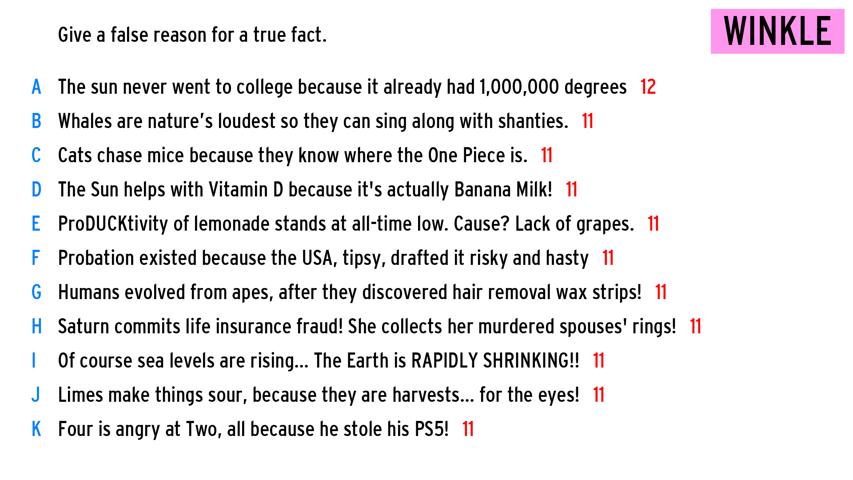 Give a false reason for a true fact.
WINKLE
A The sun never went to college because it already had 1,000,000 degrees 12
B Whales are nature’s loudest so they can sing along with shanties. 11
C Cats chase mice because they know where the One Piece is. 11
D The Sun helps with Vitamin D because it's actually Banana Milk! 11
E ProDUCKtivity of lemonade stands at all-time low. Cause? Lack of grapes. 11
F Probation existed because the USA, tipsy, drafted it risky and hasty 11
G Humans evolved from apes, after they discovered hair removal wax strips! 11
H Saturn commits life insurance fraud! She collects her murdered spouses' rings! 11
I Of course sea levels are rising... The Earth is RAPIDLY SHRINKING!! 11
J Limes make things sour, because they are harvests... for the eyes! 11
K Four is angry at Two, all because he stole his PS5! 11